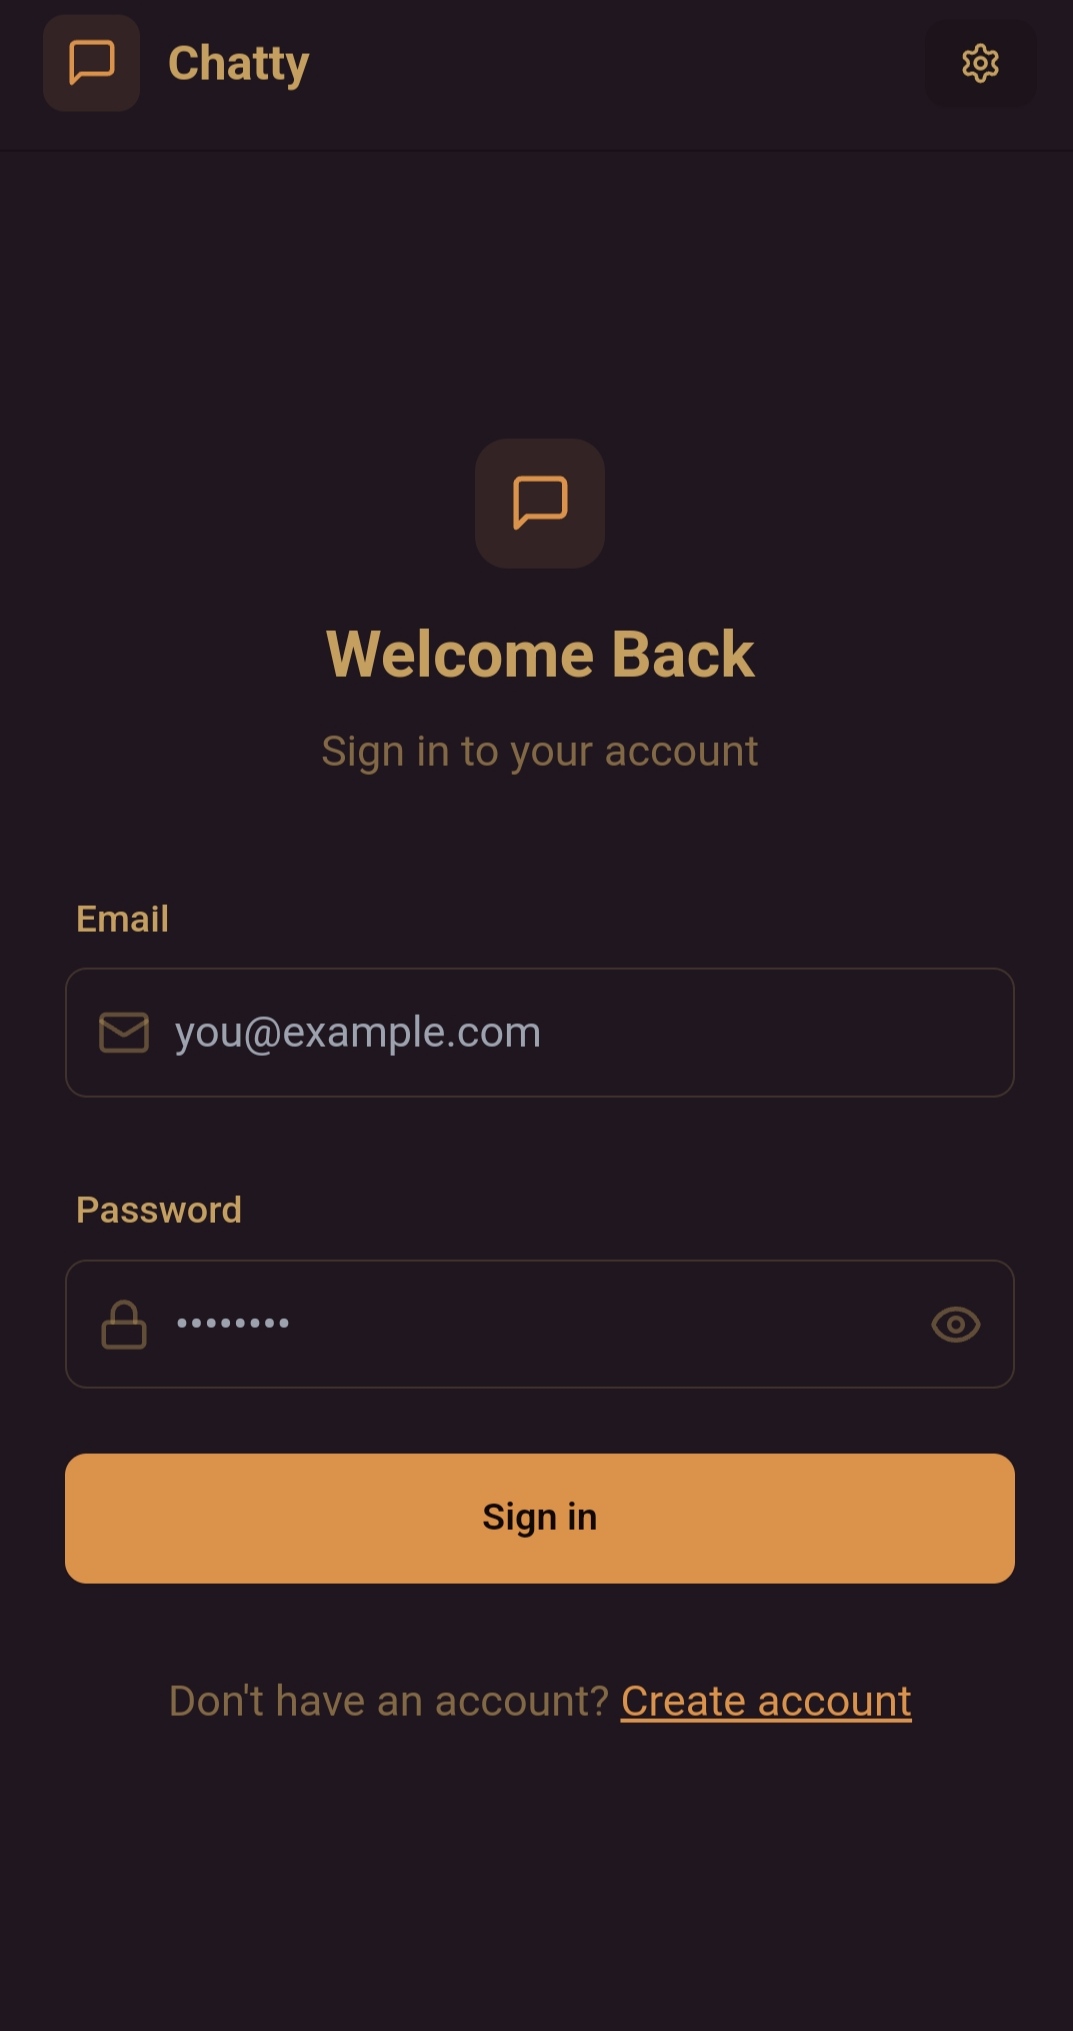 Chatty
Welcome Back
Sign in to your account
Email
you@example.com
Password
••••••••
Sign in
Don't have an account? Create account